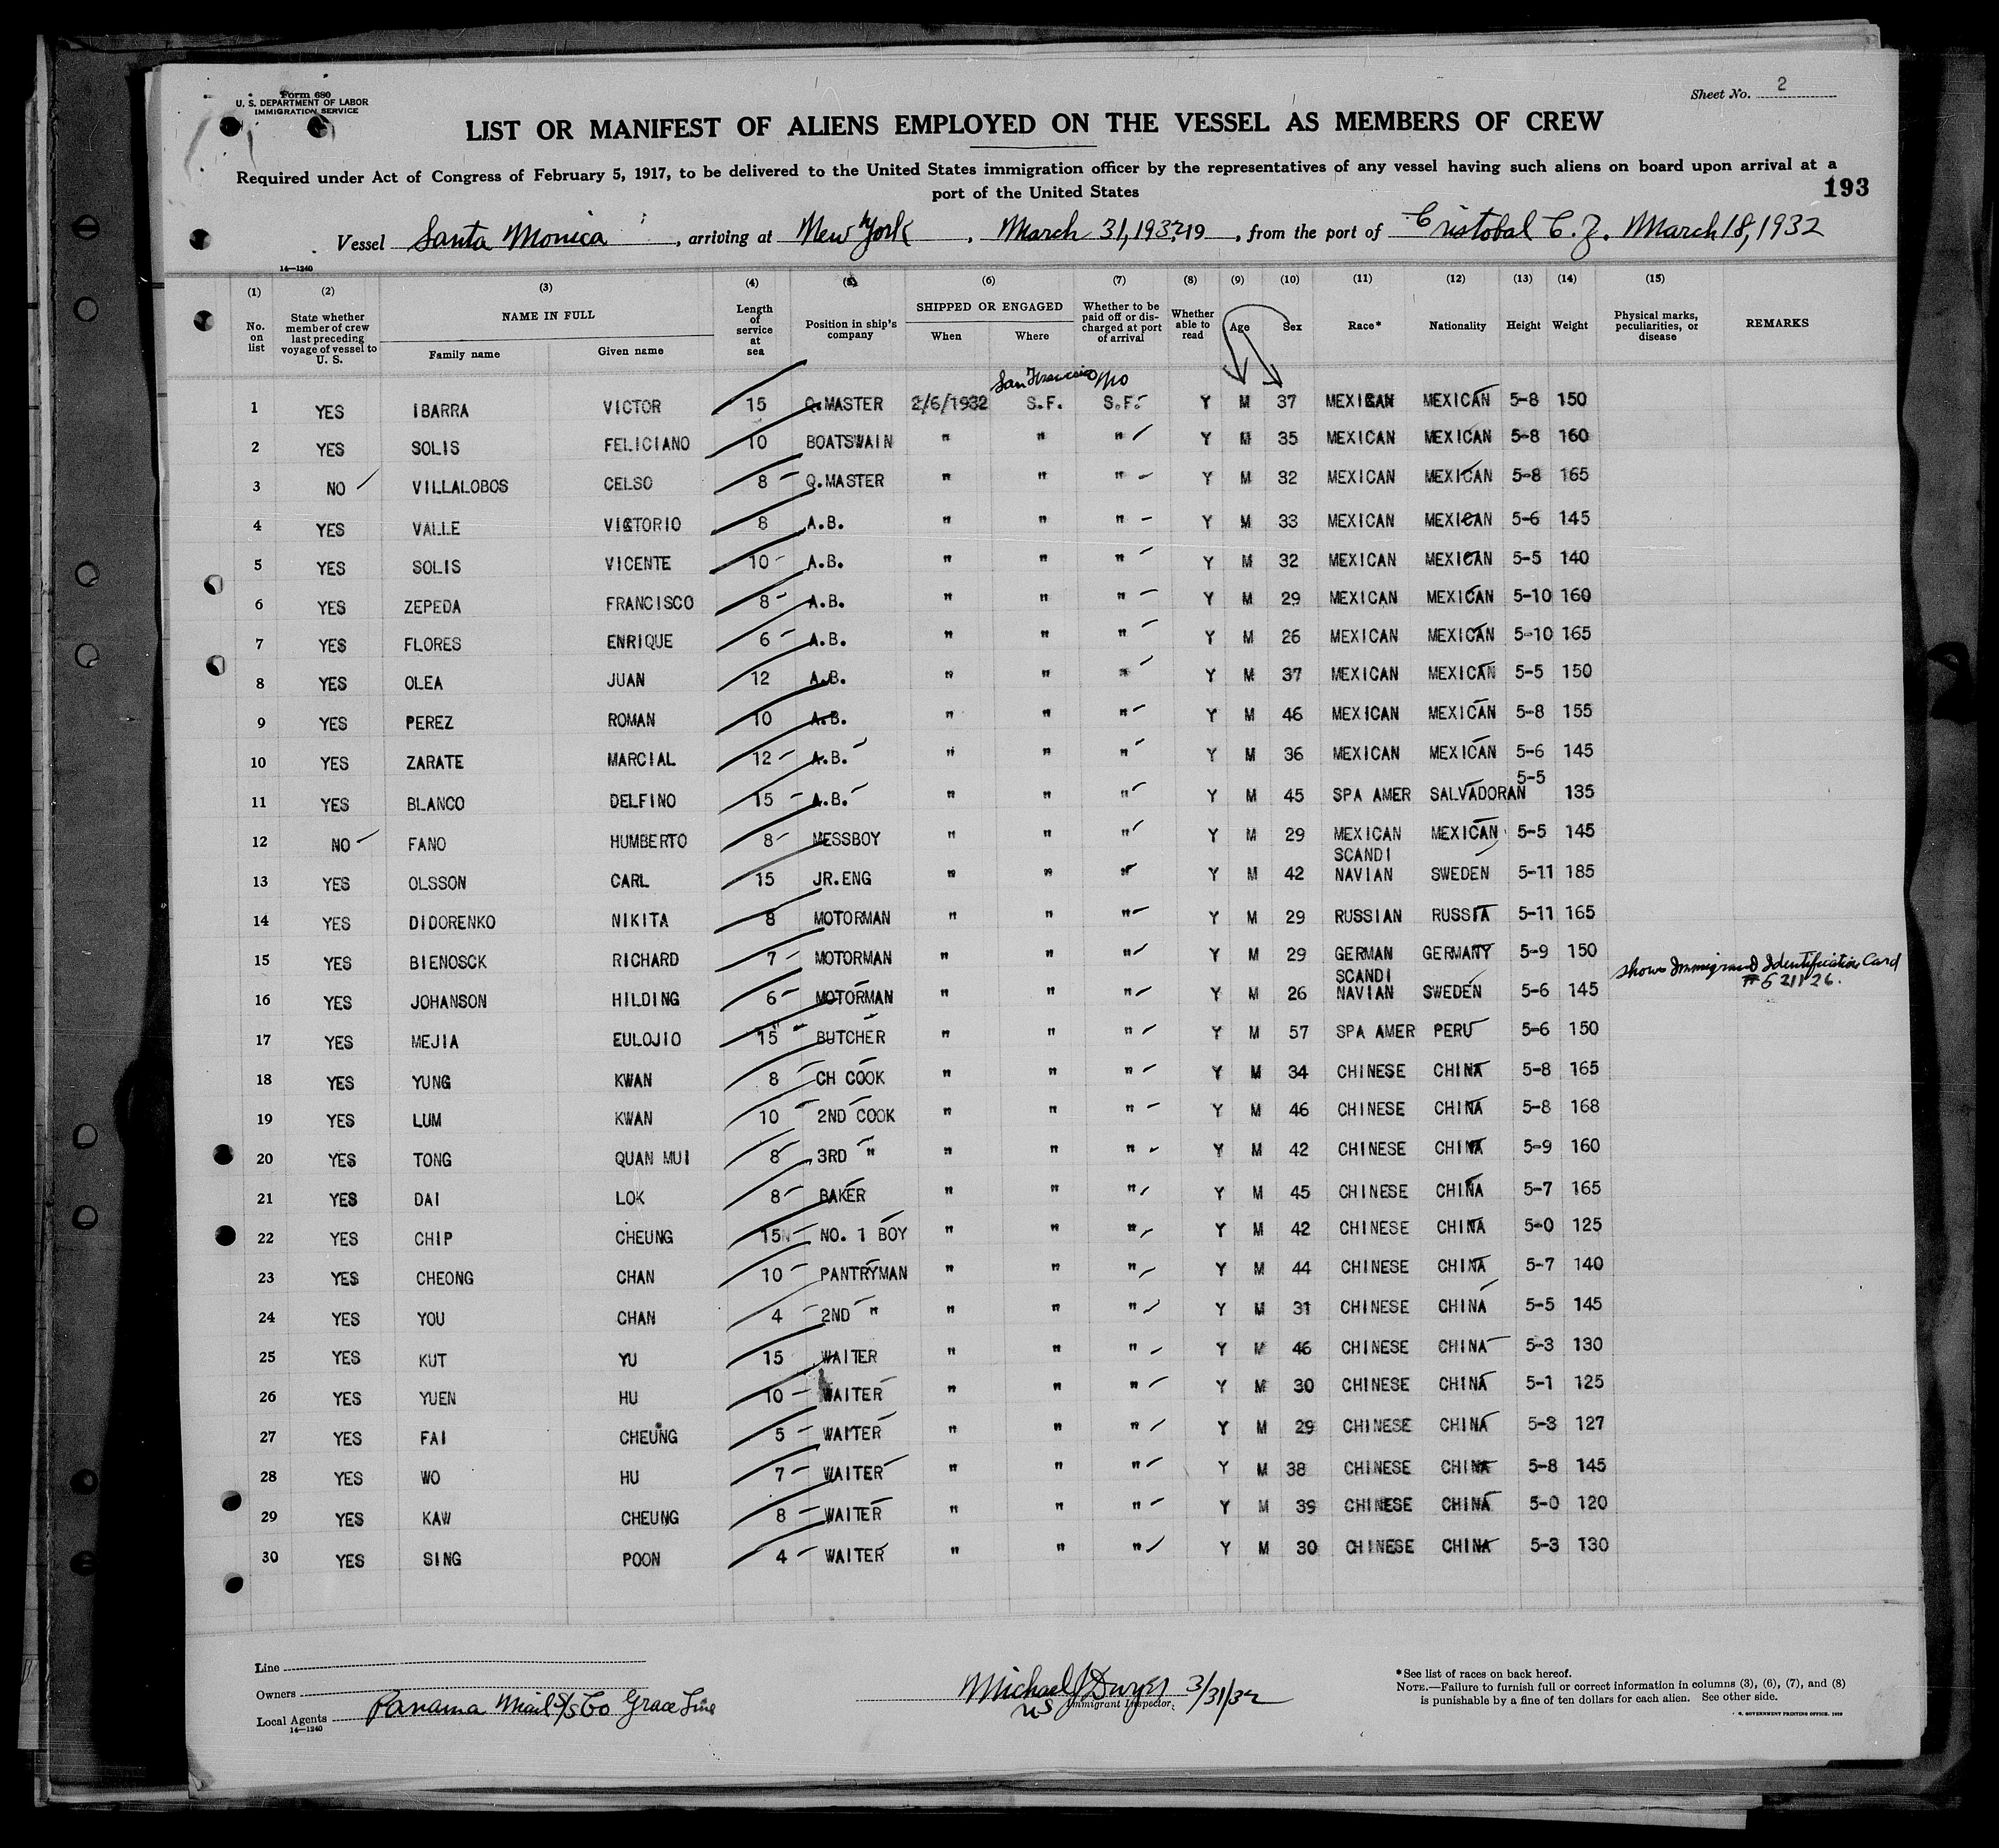 Form 680
U. S. DEPARTMENT OF LABOR
IMMIGRATION SERVICE
Sheet No. 2
LIST OR MANIFEST OF ALIENS EMPLOYED ON THE VESSEL AS MEMBERS OF CREW
Required under Act of Congress of February 5, 1917, to be delivered to the United States immigration officer by the representatives of any vessel having such aliens on board upon arrival at a
port of the United States
193
Vessel Santa Monica, arriving at New York, March 31, 1932 19, from the port of Cristobal C.Z. March 18, 1932
14—1240
(1) (2) (3) (4) (5) (6) (7) (8) (9) (10) (11) (12) (13) (14) (15)
No. on list State whether member of crew last preceding voyage of vessel to U. S. NAME IN FULL Family name Given name Length of service at sea Position in ship's company SHIPPED OR ENGAGED When Where Whether to be paid off or discharged at port of arrival Whether able to read Age Sex Race* Nationality Height Weight Physical marks, peculiarities, or disease REMARKS
San Francisco No
1 YES IBARRA VICTOR 15 Q.MASTER 2/6/1932 S.F. S.F. Y M 37 MEXICAN MEXICAN 5-8 150
2 YES SOLIS FELICIANO 10 BOATSWAIN " " " Y M 35 MEXICAN MEXICAN 5-8 160
3 NO VILLALOBOS CELSO 8 Q.MASTER " " " Y M 32 MEXICAN MEXICAN 5-8 165
4 YES VALLE VICTORIO 8 A.B. " " " Y M 33 MEXICAN MEXICAN 5-6 145
5 YES SOLIS VICENTE 10 A.B. " " " Y M 32 MEXICAN MEXICAN 5-5 140
6 YES ZEPEDA FRANCISCO 8 A.B. " " " Y M 29 MEXICAN MEXICAN 5-10 160
7 YES FLORES ENRIQUE 6 A.B. " " " Y M 26 MEXICAN MEXICAN 5-10 165
8 YES OLEA JUAN 12 A.B. " " " Y M 37 MEXICAN MEXICAN 5-5 150
9 YES PEREZ ROMAN 10 A.B. " " " Y M 46 MEXICAN MEXICAN 5-8 155
10 YES ZARATE MARCIAL 12 A.B. " " " Y M 36 MEXICAN MEXICAN 5-6 145
11 YES BLANCO DELFINO 15 A.B. " " " Y M 45 SPA AMER SALVADORAN 5-5 135
12 NO FANO HUMBERTO 8 MESSBOY " " " Y M 29 MEXICAN MEXICAN 5-5 145
13 YES OLSSON CARL 15 JR.ENG " " " Y M 42 SCANDI NAVIAN SWEDEN 5-11 185
14 YES DIDORENKO NIKITA 8 MOTORMAN " " " Y M 29 RUSSIAN RUSSIA 5-11 165
15 YES BIENOSCK RICHARD 7 MOTORMAN " " " Y M 29 GERMAN GERMANY 5-9 150
16 YES JOHANSON HILDING 6 MOTORMAN " " " Y M 26 SCANDI NAVIAN SWEDEN 5-6 145 shows Immigrant Identification Card #621126.
17 YES MEJIA EULOJIO 15 BUTCHER " " " Y M 57 SPA AMER PERU 5-6 150
18 YES YUNG KWAN 8 CH COOK " " " Y M 34 CHINESE CHINA 5-8 165
19 YES LUM KWAN 10 2ND COOK " " " Y M 46 CHINESE CHINA 5-8 168
20 YES TONG QUAN MUI 8 3RD " " " " Y M 42 CHINESE CHINA 5-9 160
21 YES DAI LOK 8 BAKER " " " Y M 45 CHINESE CHINA 5-7 165
22 YES CHIP CHEUNG 15 NO. 1 BOY " " " Y M 42 CHINESE CHINA 5-0 125
23 YES CHEONG CHAN 10 PANTRYMAN " " " Y M 44 CHINESE CHINA 5-7 140
24 YES YOU CHAN 4 2ND " " " " Y M 31 CHINESE CHINA 5-5 145
25 YES KUT YU 15 WAITER " " " Y M 46 CHINESE CHINA 5-3 130
26 YES YUEN HU 10 WAITER " " " Y M 30 CHINESE CHINA 5-1 125
27 YES FAI CHEUNG 5 WAITER " " " Y M 29 CHINESE CHINA 5-3 127
28 YES WO HU 7 WAITER " " " Y M 38 CHINESE CHINA 5-8 145
29 YES KAW CHEUNG 8 WAITER " " " Y M 39 CHINESE CHINA 5-0 120
30 YES SING POON 4 WAITER " " " Y M 30 CHINESE CHINA 5-3 130
Line
Owners
Local Agents Panama Mail S/S Co Grace Line
14—1240
Michael J Dwyer 3/31/32
US Immigrant Inspector.
*See list of races on back hereof.
NOTE.—Failure to furnish full or correct information in columns (3), (6), (7), and (8)
is punishable by a fine of ten dollars for each alien. See other side.
GOVERNMENT PRINTING OFFICE